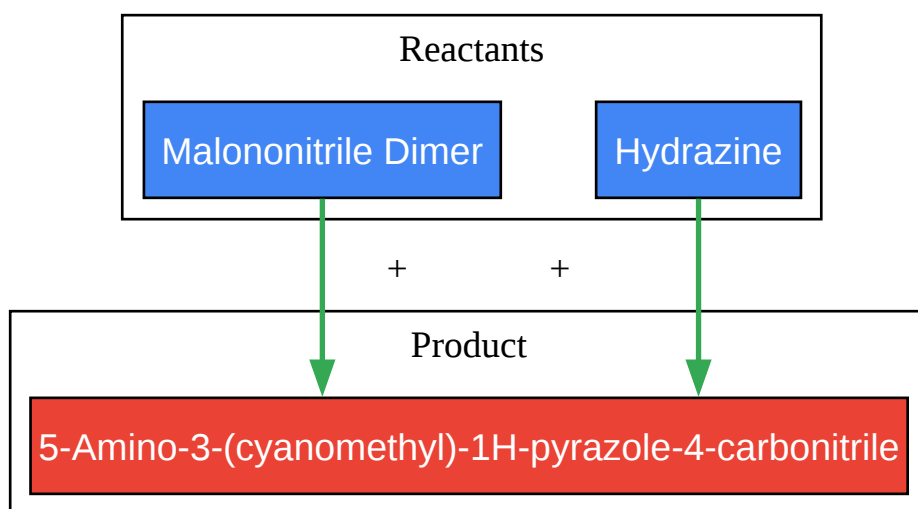 Reactants
Malononitrile Dimer
Hydrazine
+ +
Product
5-Amino-3-(cyanomethyl)-1H-pyrazole-4-carbonitrile